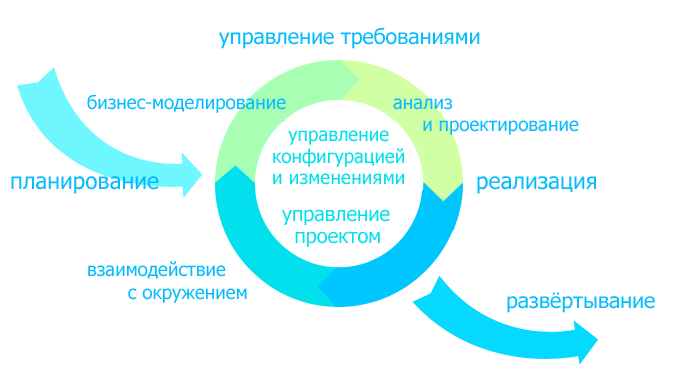 управление требованиями
бизнес-моделирование
анализ
и проектирование
управление
конфигурацией
и изменениями
планирование
реализация
управление
проектом
взаимодействие
с окружением
развёртывание